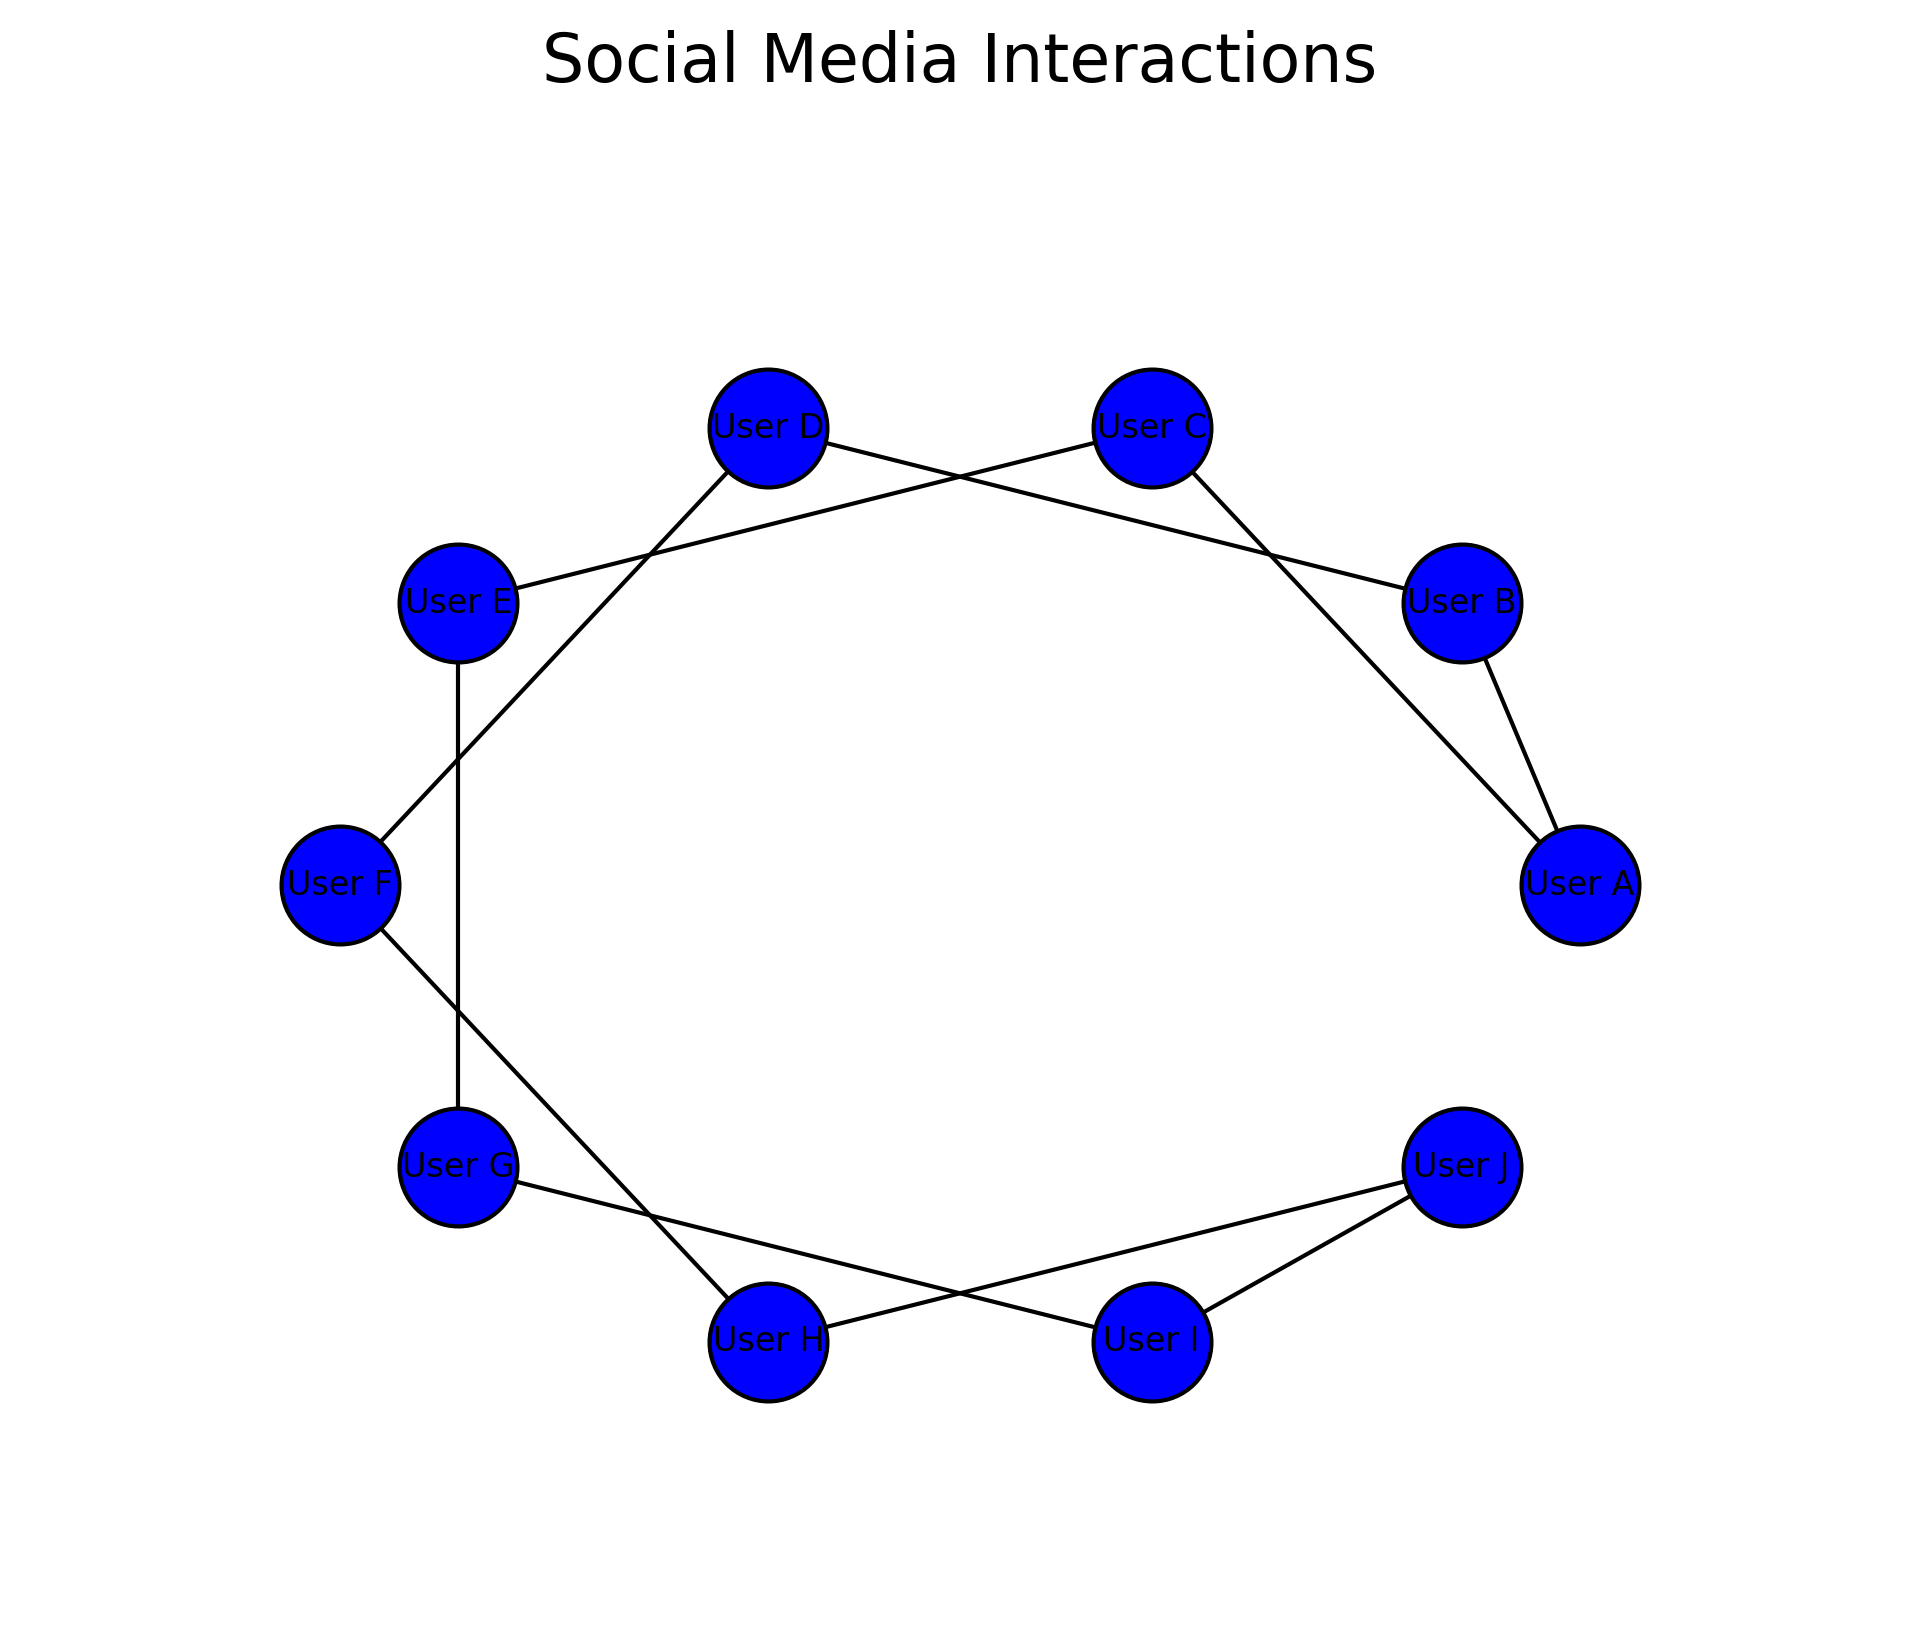 Social Media Interactions
User D
User C
User E
User B
User F
User A
User G
User J
User H
User I